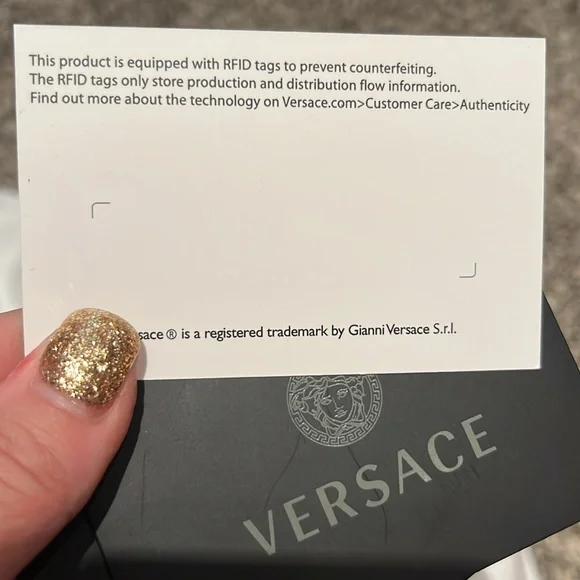 This product is equipped with RFID tags to prevent counterfeiting.
The RFID tags only store production and distribution flow information.
Find out more about the technology on Versace.com>Customer Care>Authenticity
® is a registered trademark by Gianni Versace S.r.l.
VERSACE